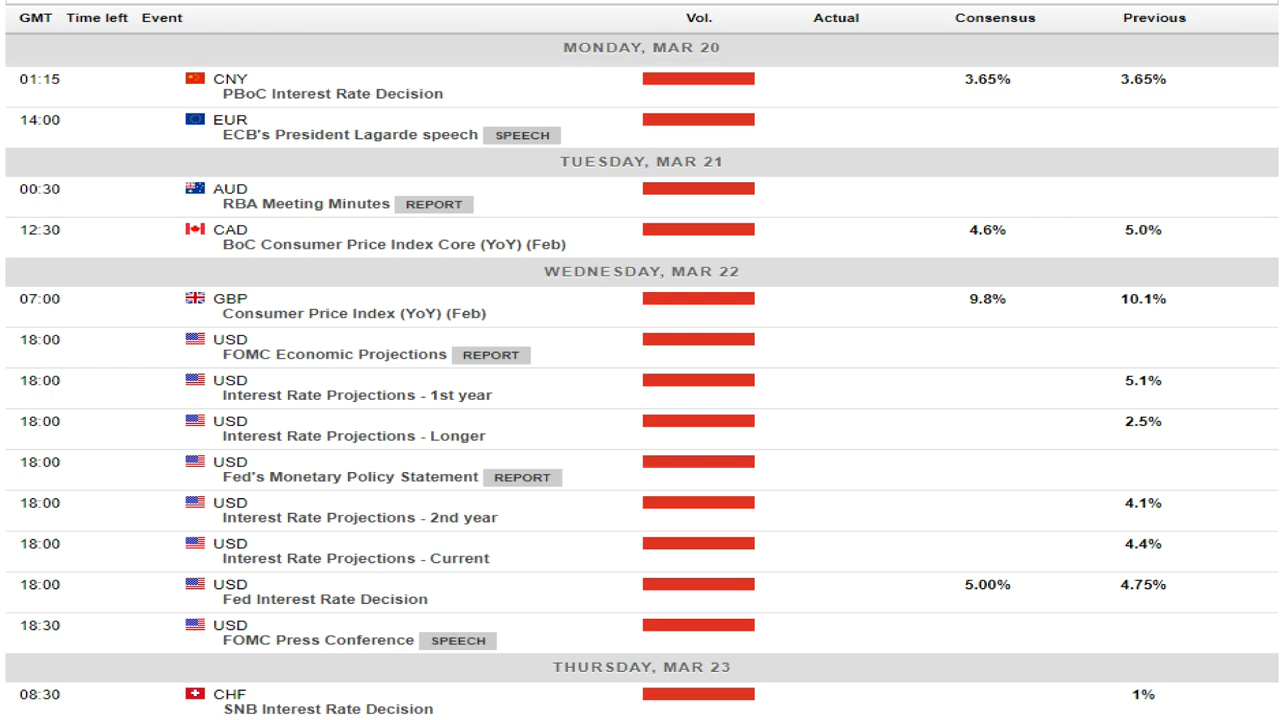 GMT Time left Event Vol. Actual Consensus Previous
MONDAY, MAR 20
01:15 CNY 3.65% 3.65%
PBoC Interest Rate Decision
14:00 EUR
ECB's President Lagarde speech SPEECH
TUESDAY, MAR 21
00:30 AUD
RBA Meeting Minutes REPORT
12:30 CAD 4.6% 5.0%
BoC Consumer Price Index Core (YoY) (Feb)
WEDNESDAY, MAR 22
07:00 GBP 9.8% 10.1%
Consumer Price Index (YoY) (Feb)
18:00 USD
FOMC Economic Projections REPORT
18:00 USD 5.1%
Interest Rate Projections - 1st year
18:00 USD 2.5%
Interest Rate Projections - Longer
18:00 USD
Fed's Monetary Policy Statement REPORT
18:00 USD 4.1%
Interest Rate Projections - 2nd year
18:00 USD 4.4%
Interest Rate Projections - Current
18:00 USD 5.00% 4.75%
Fed Interest Rate Decision
18:30 USD
FOMC Press Conference SPEECH
THURSDAY, MAR 23
08:30 CHF 1%
SNB Interest Rate Decision